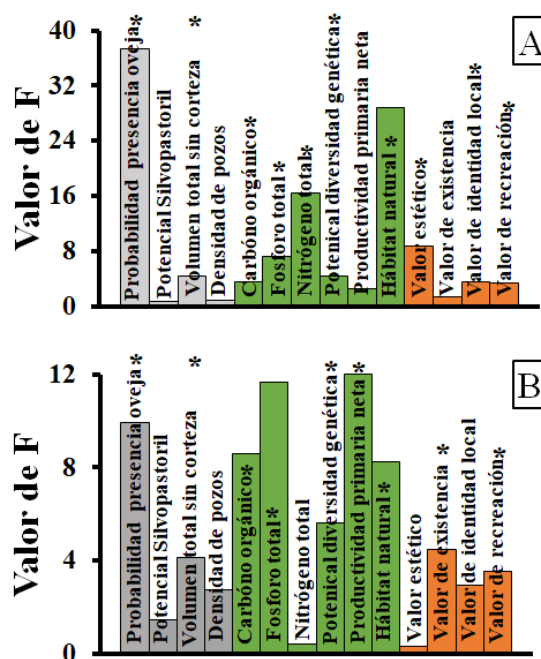 A
Valor de F
40
32
24
16
8
0
Probabilidad presencia oveja*
Potencial Silvopastoril
Volumen total sin corteza *
Densidad de pozos
Carbóno orgánico*
Fosforo total*
Nitrógeno total*
Potenical diversidad genética*
Productividad primaria neta
Hábitat natural *
Valor estético*
Valor de existencia
Valor de identidad local*
Valor de recreación*
B
Valor de F
12
8
4
0
Probabilidad presencia oveja*
Potencial Silvopastoril
Volumen total sin corteza *
Densidad de pozos
Carbóno orgánico*
Fosforo total*
Nitrógeno total
Potenical diversidad genética*
Productividad primaria neta*
Hábitat natural *
Valor estético
Valor de existencia *
Valor de identidad local
Valor de recreación*